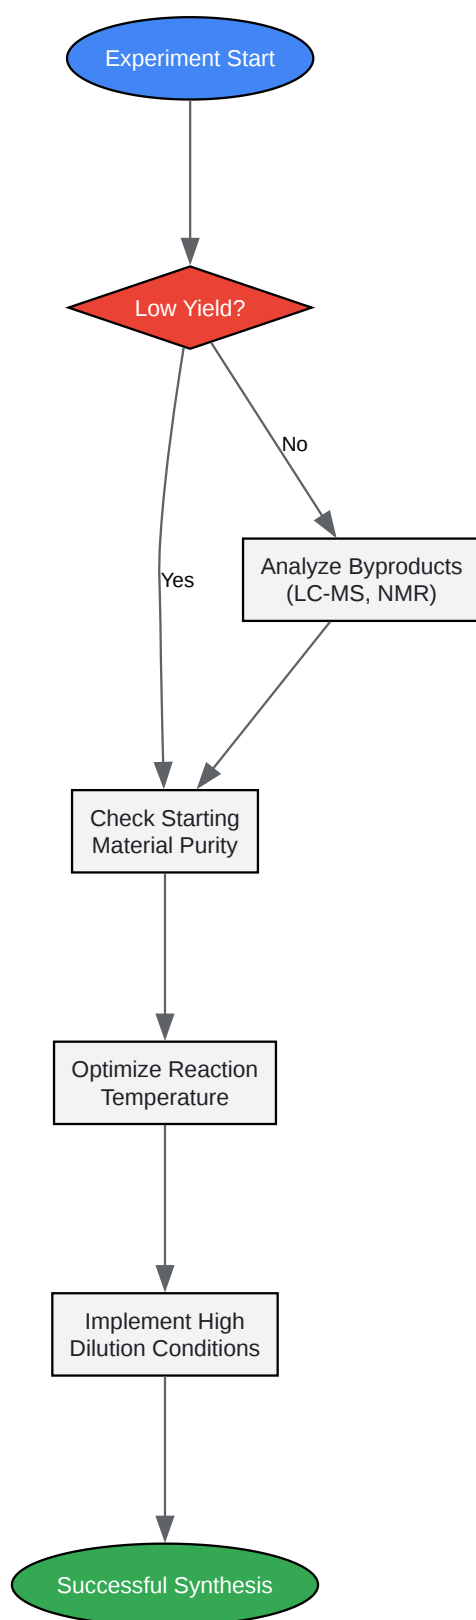 Experiment Start
Low Yield?
No
Analyze Byproducts
(LC-MS, NMR)
Yes
Check Starting
Material Purity
Optimize Reaction
Temperature
Implement High
Dilution Conditions
Successful Synthesis